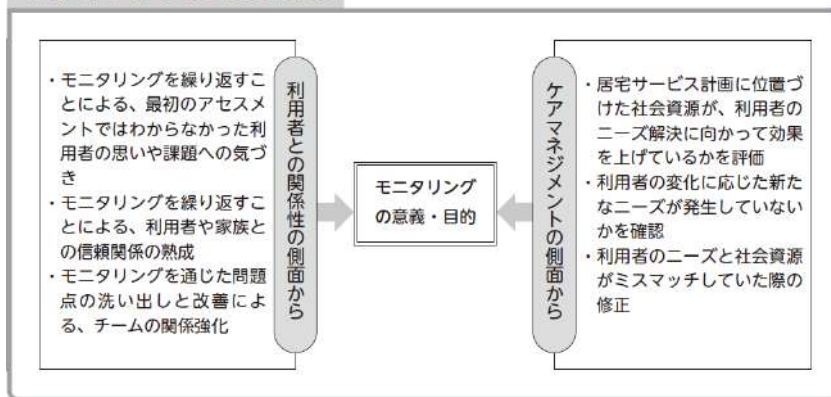 ・モニタリングを繰り返すこ
とによる、最初のアセスメ
ントではわからなかった利
用者の思いや課題への気づ
き
・モニタリングを繰り返すこ
とによる、利用者や家族と
の信頼関係の熟成
・モニタリングを通じた問題
点の洗い出しと改善によ
る、チームの関係強化
利用者との関係性の側面から
モニタリング
の意義・目的
ケアマネジメントの側面から
・居宅サービス計画に位置づ
けた社会資源が、利用者の
ニーズ解決に向かって効果
を上げているかを評価
・利用者の変化に応じた新た
なニーズが発生していない
かを確認
・利用者のニーズと社会資源
がミスマッチしていた際の
修正